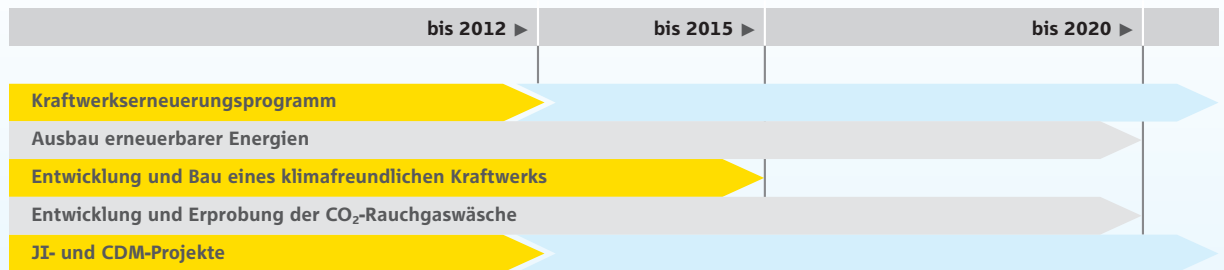 bis 2012 ▶ bis 2015 ▶ bis 2020 ▶
Kraftwerkserneuerungsprogramm
Ausbau erneuerbarer Energien
Entwicklung und Bau eines klimafreundlichen Kraftwerks
Entwicklung und Erprobung der CO₂-Rauchgaswäsche
JI- und CDM-Projekte